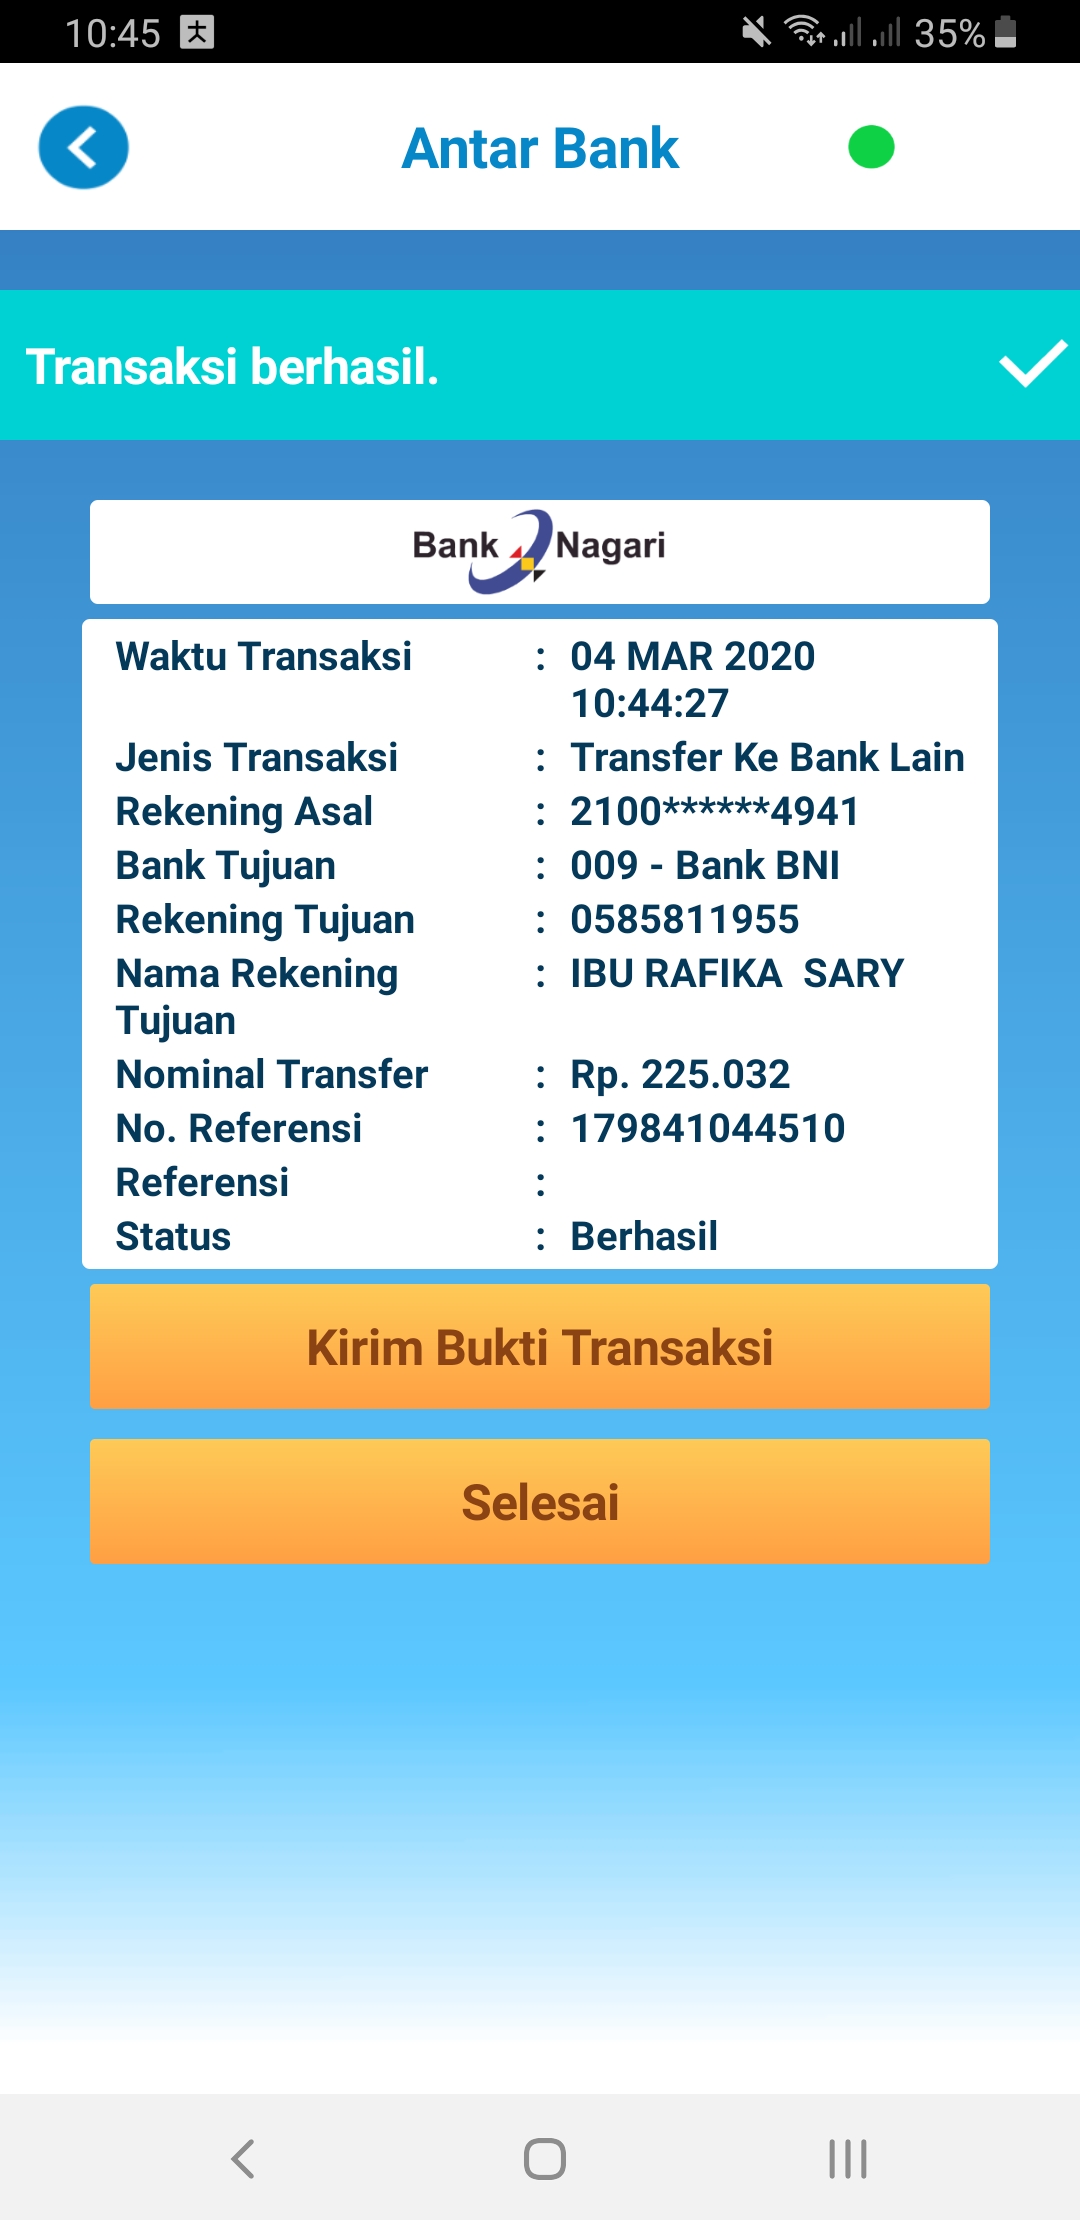 10:45 大 35%
Antar Bank
Transaksi berhasil.
Bank Nagari
Waktu Transaksi : 04 MAR 2020
10:44:27
Jenis Transaksi : Transfer Ke Bank Lain
Rekening Asal : 2100******4941
Bank Tujuan : 009 - Bank BNI
Rekening Tujuan : 0585811955
Nama Rekening : IBU RAFIKA  SARY
Tujuan
Nominal Transfer : Rp. 225.032
No. Referensi : 179841044510
Referensi :
Status : Berhasil
Kirim Bukti Transaksi
Selesai